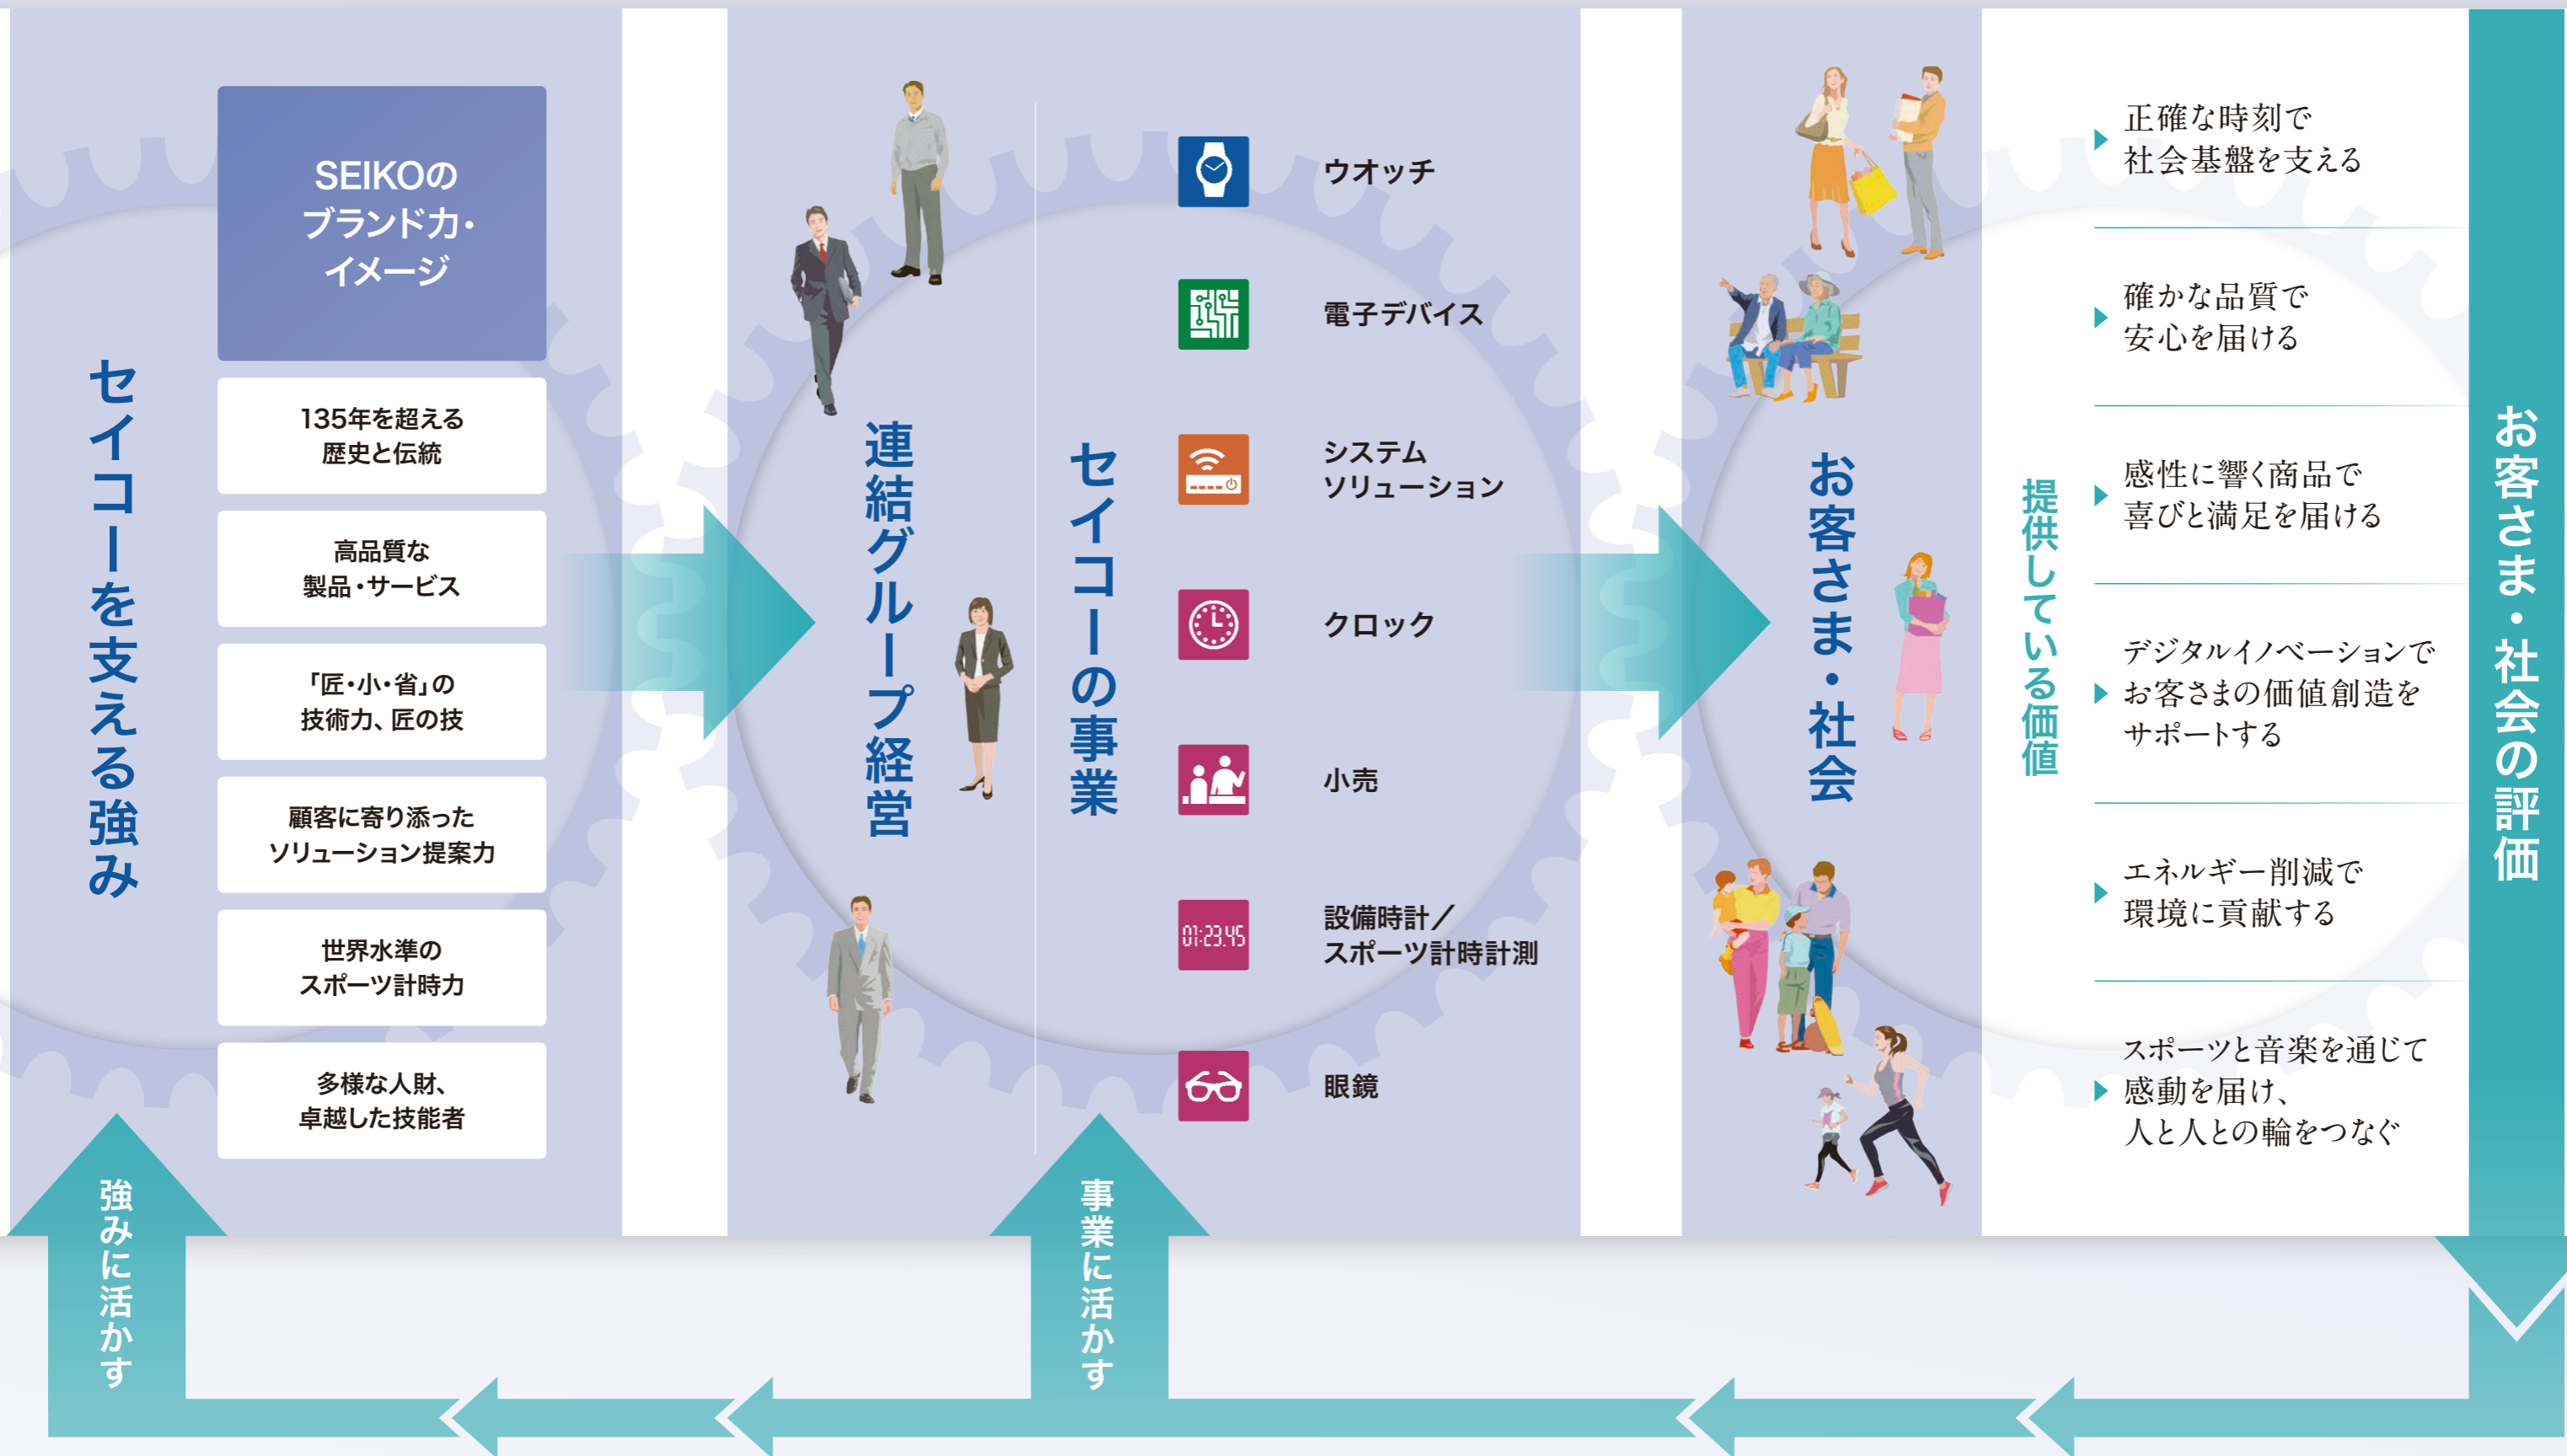 セイコーを支える強み
SEIKOの
ブランド力・
イメージ
135年を超える
歴史と伝統
高品質な
製品・サービス
「匠・小・省」の
技術力、匠の技
顧客に寄り添った
ソリューション提案力
世界水準の
スポーツ計時力
多様な人財、
卓越した技能者
連結グループ経営
セイコーの事業
ウオッチ
電子デバイス
システム
ソリューション
クロック
小売
01:23.45
設備時計／
スポーツ計時計測
眼鏡
お客さま・社会
提供している価値
正確な時刻で
社会基盤を支える
確かな品質で
安心を届ける
感性に響く商品で
喜びと満足を届ける
デジタルイノベーションで
お客さまの価値創造を
サポートする
エネルギー削減で
環境に貢献する
スポーツと音楽を通じて
感動を届け、
人と人との輪をつなぐ
お客さま・社会の評価
強みに活かす
事業に活かす